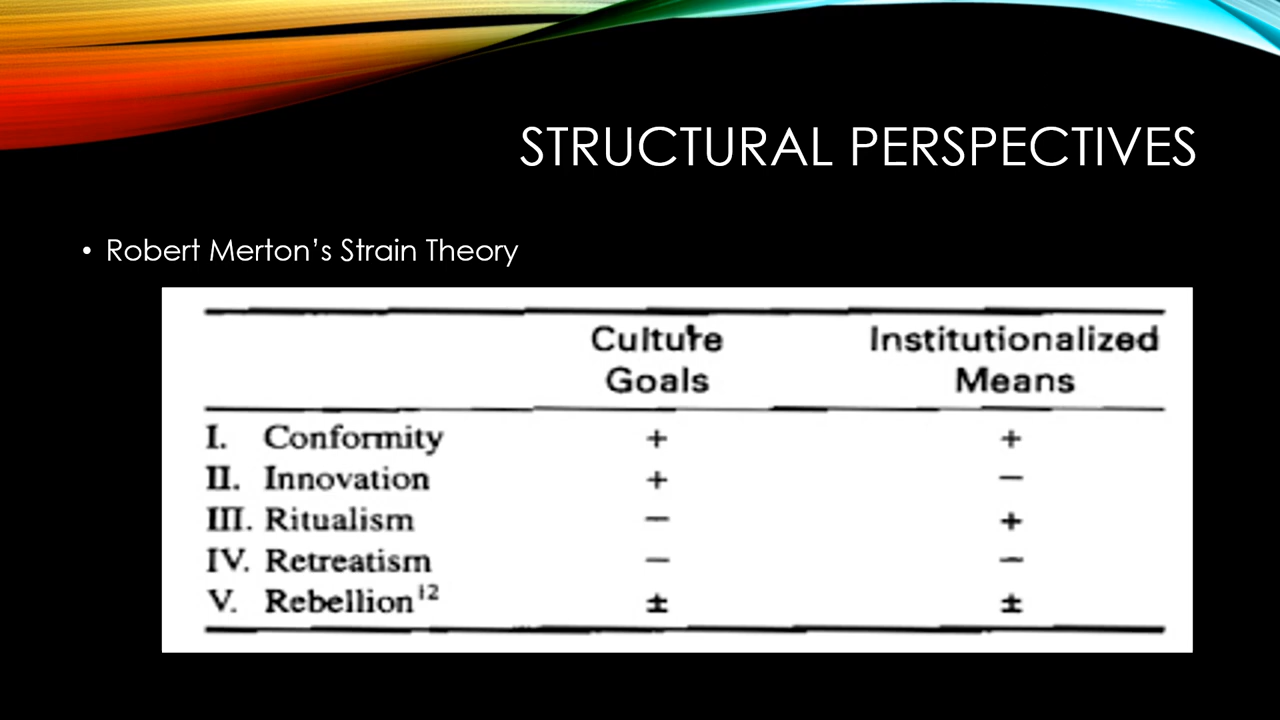 STRUCTURAL PERSPECTIVES
• Robert Merton’s Strain Theory
Culture Institutionalized
Goals Means
I. Conformity + +
II. Innovation + −
III. Ritualism − +
IV. Retreatism − −
V. Rebellion¹² ± ±